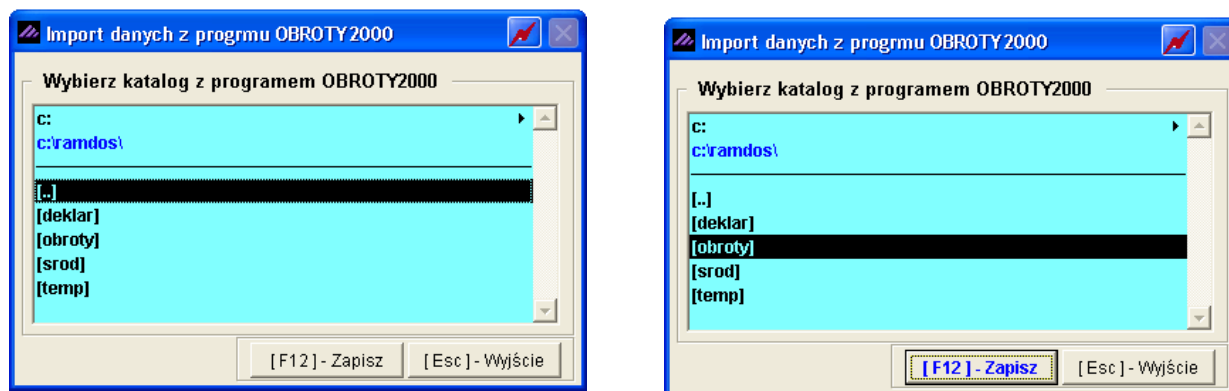 Import danych z progrmu OBROTY2000
Wybierz katalog z programem OBROTY2000
c:
c:\ramdos\
[..]
[deklar]
[obroty]
[srod]
[temp]
[ F12 ] - Zapisz
[ Esc ] - Wyjście
Import danych z progrmu OBROTY2000
Wybierz katalog z programem OBROTY2000
c:
c:\ramdos\
[..]
[deklar]
[obroty]
[srod]
[temp]
[ F12 ] - Zapisz
[ Esc ] - Wyjście